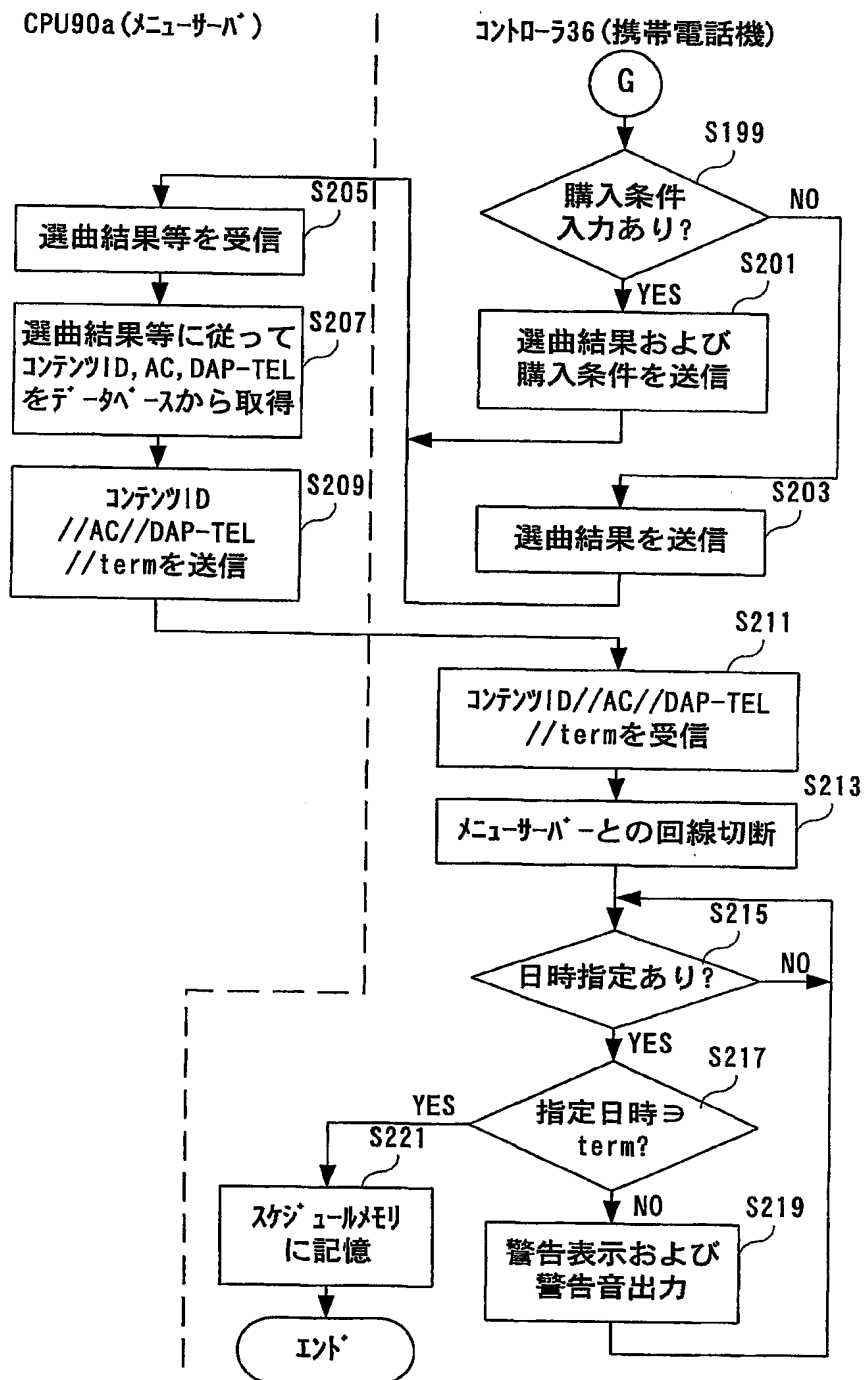 CPU90a(メニューサーバ)
コントローラ36(携帯電話機)
G
S199
購入条件
入力あり?
NO
YES
S201
選曲結果および
購入条件を送信
S203
選曲結果を送信
S205
選曲結果等を受信
S207
選曲結果等に従って
コンテンツID,AC,DAP-TEL
をデータベースから取得
S209
コンテンツID
//AC//DAP-TEL
//termを送信
S211
コンテンツID//AC//DAP-TEL
//termを受信
S213
メニューサーバーとの回線切断
S215
日時指定あり?
NO
YES
S217
指定日時∋
term?
YES
NO
S219
警告表示および
警告音出力
S221
スケジュールメモリ
に記憶
エンド